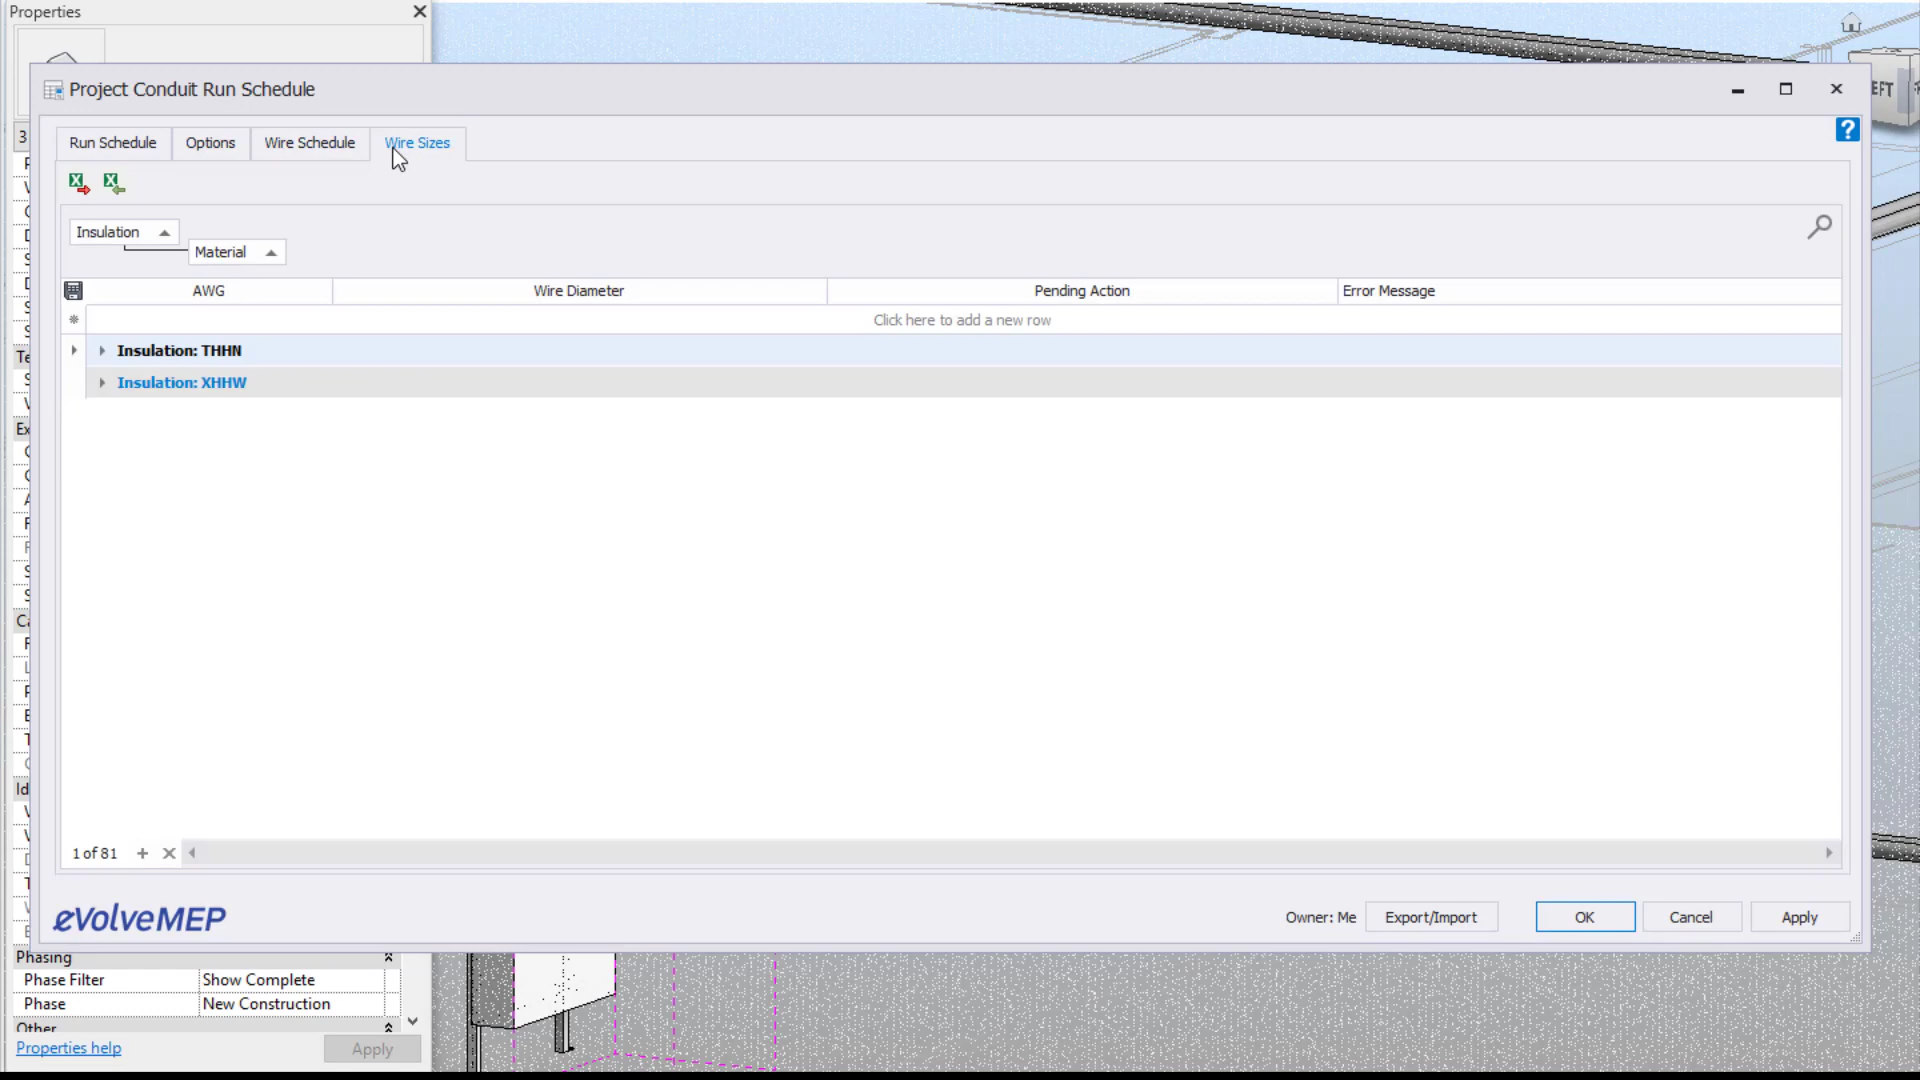 Properties
Project Conduit Run Schedule
Run Schedule Options Wire Schedule Wire Sizes
Insulation
Material
AWG Wire Diameter Pending Action Error Message
Click here to add a new row
Insulation: THHN
Insulation: XHHW
1 of 81
eVolveMEP
Owner: Me Export/Import OK Cancel Apply
Phasing
Phase Filter Show Complete
Phase New Construction
Other
Properties help Apply